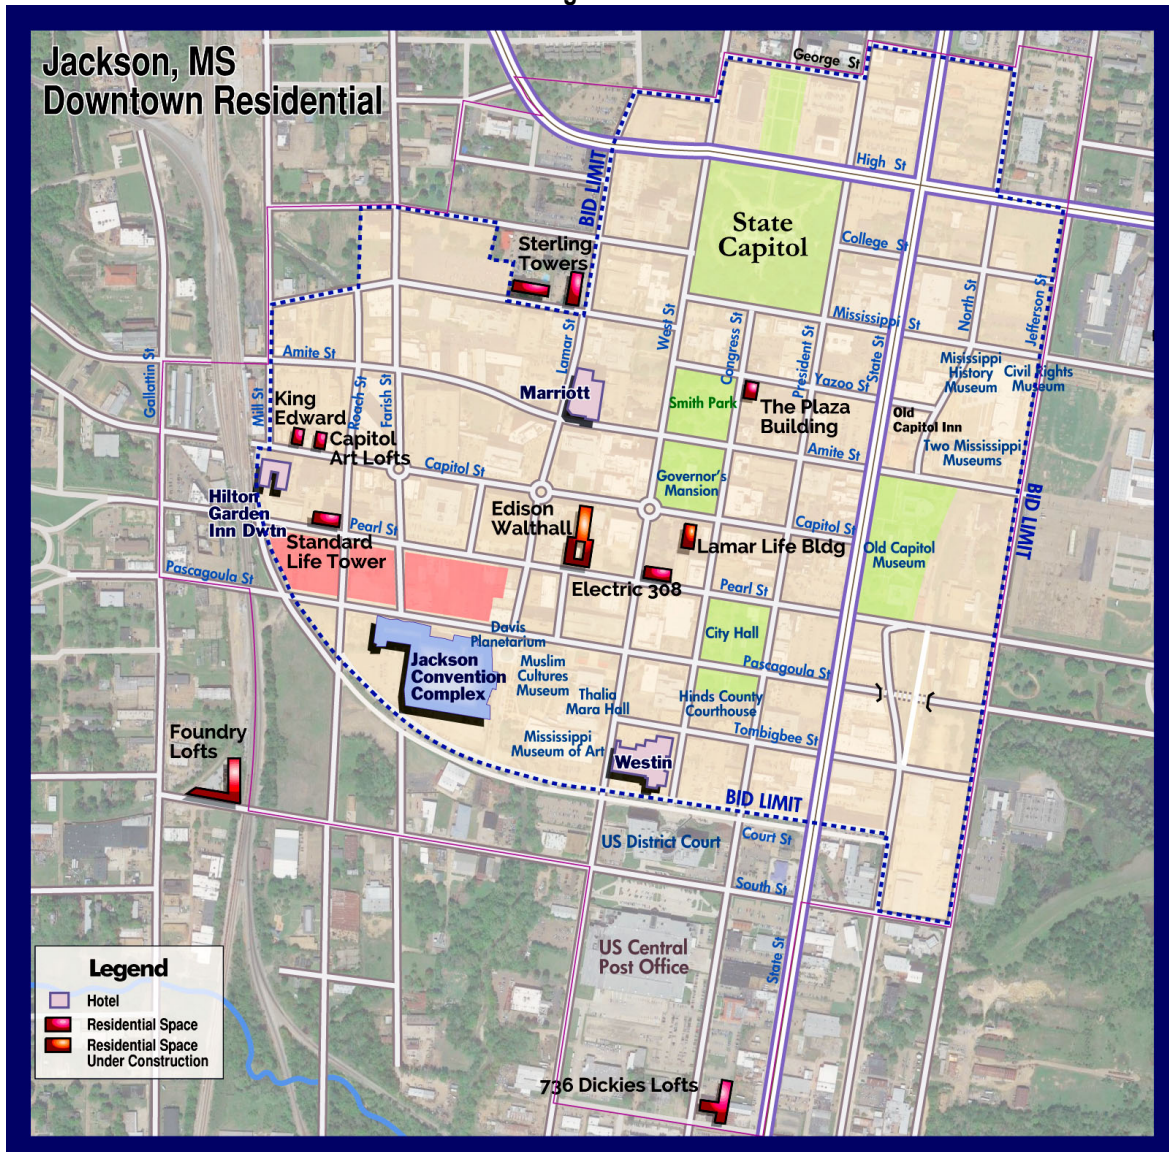 Jackson, MS
Downtown Residential
George St
High St
BID LIMIT
State
Capitol
College St
Sterling
Towers
Mississippi St
North St
Jefferson St
West St
Congress St
President St
State St
Lamar St
Yazoo St
Misissippi
History
Museum
Civil Rights
Museum
Amite St
Gallattin St
Mill St
Roach St
Farish St
Marriott
Smith Park
The Plaza
Building
Old
Capitol Inn
Two Mississippi
Museums
King
Edward
Capitol
Art Lofts
Capitol St
Amite St
Governor's
Mansion
Hilton
Garden
Inn Dwtn
Edison
Walthall
Capitol St
BID LIMIT
Pearl St
Standard
Life Tower
Lamar Life Bldg
Old Capitol
Museum
Pascagoula St
Electric 308
Pearl St
Davis
Planetarium
City Hall
Jackson
Convention
Complex
Muslim
Cultures
Museum
Thalia
Mara Hall
Pascagoula St
Hinds County
Courthouse
Foundry
Lofts
Mississippi
Museum of Art
Tombigbee St
Westin
BID LIMIT
US District Court
Court St
South St
US Central
Post Office
State St
Legend
Hotel
Residential Space
Residential Space
Under Construction
736 Dickies Lofts